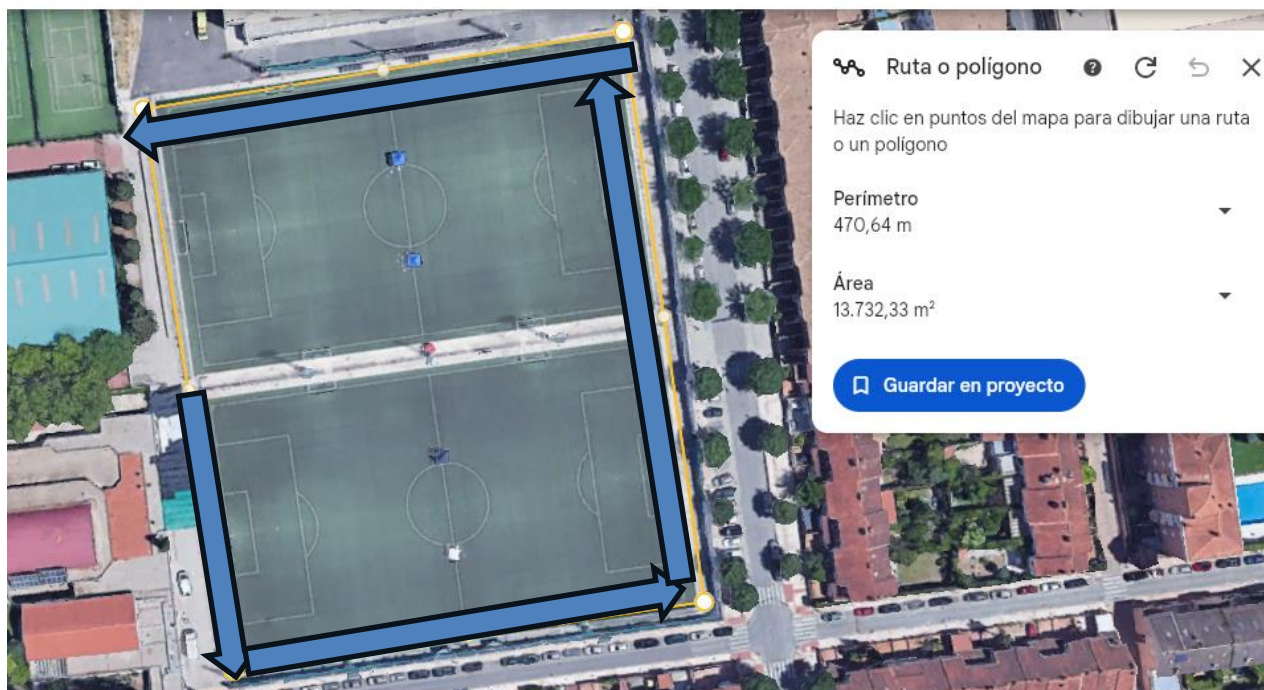 Ruta o polígono
Haz clic en puntos del mapa para dibujar una ruta
o un polígono
Perímetro
470,64 m
Área
13.732,33 m²
Guardar en proyecto